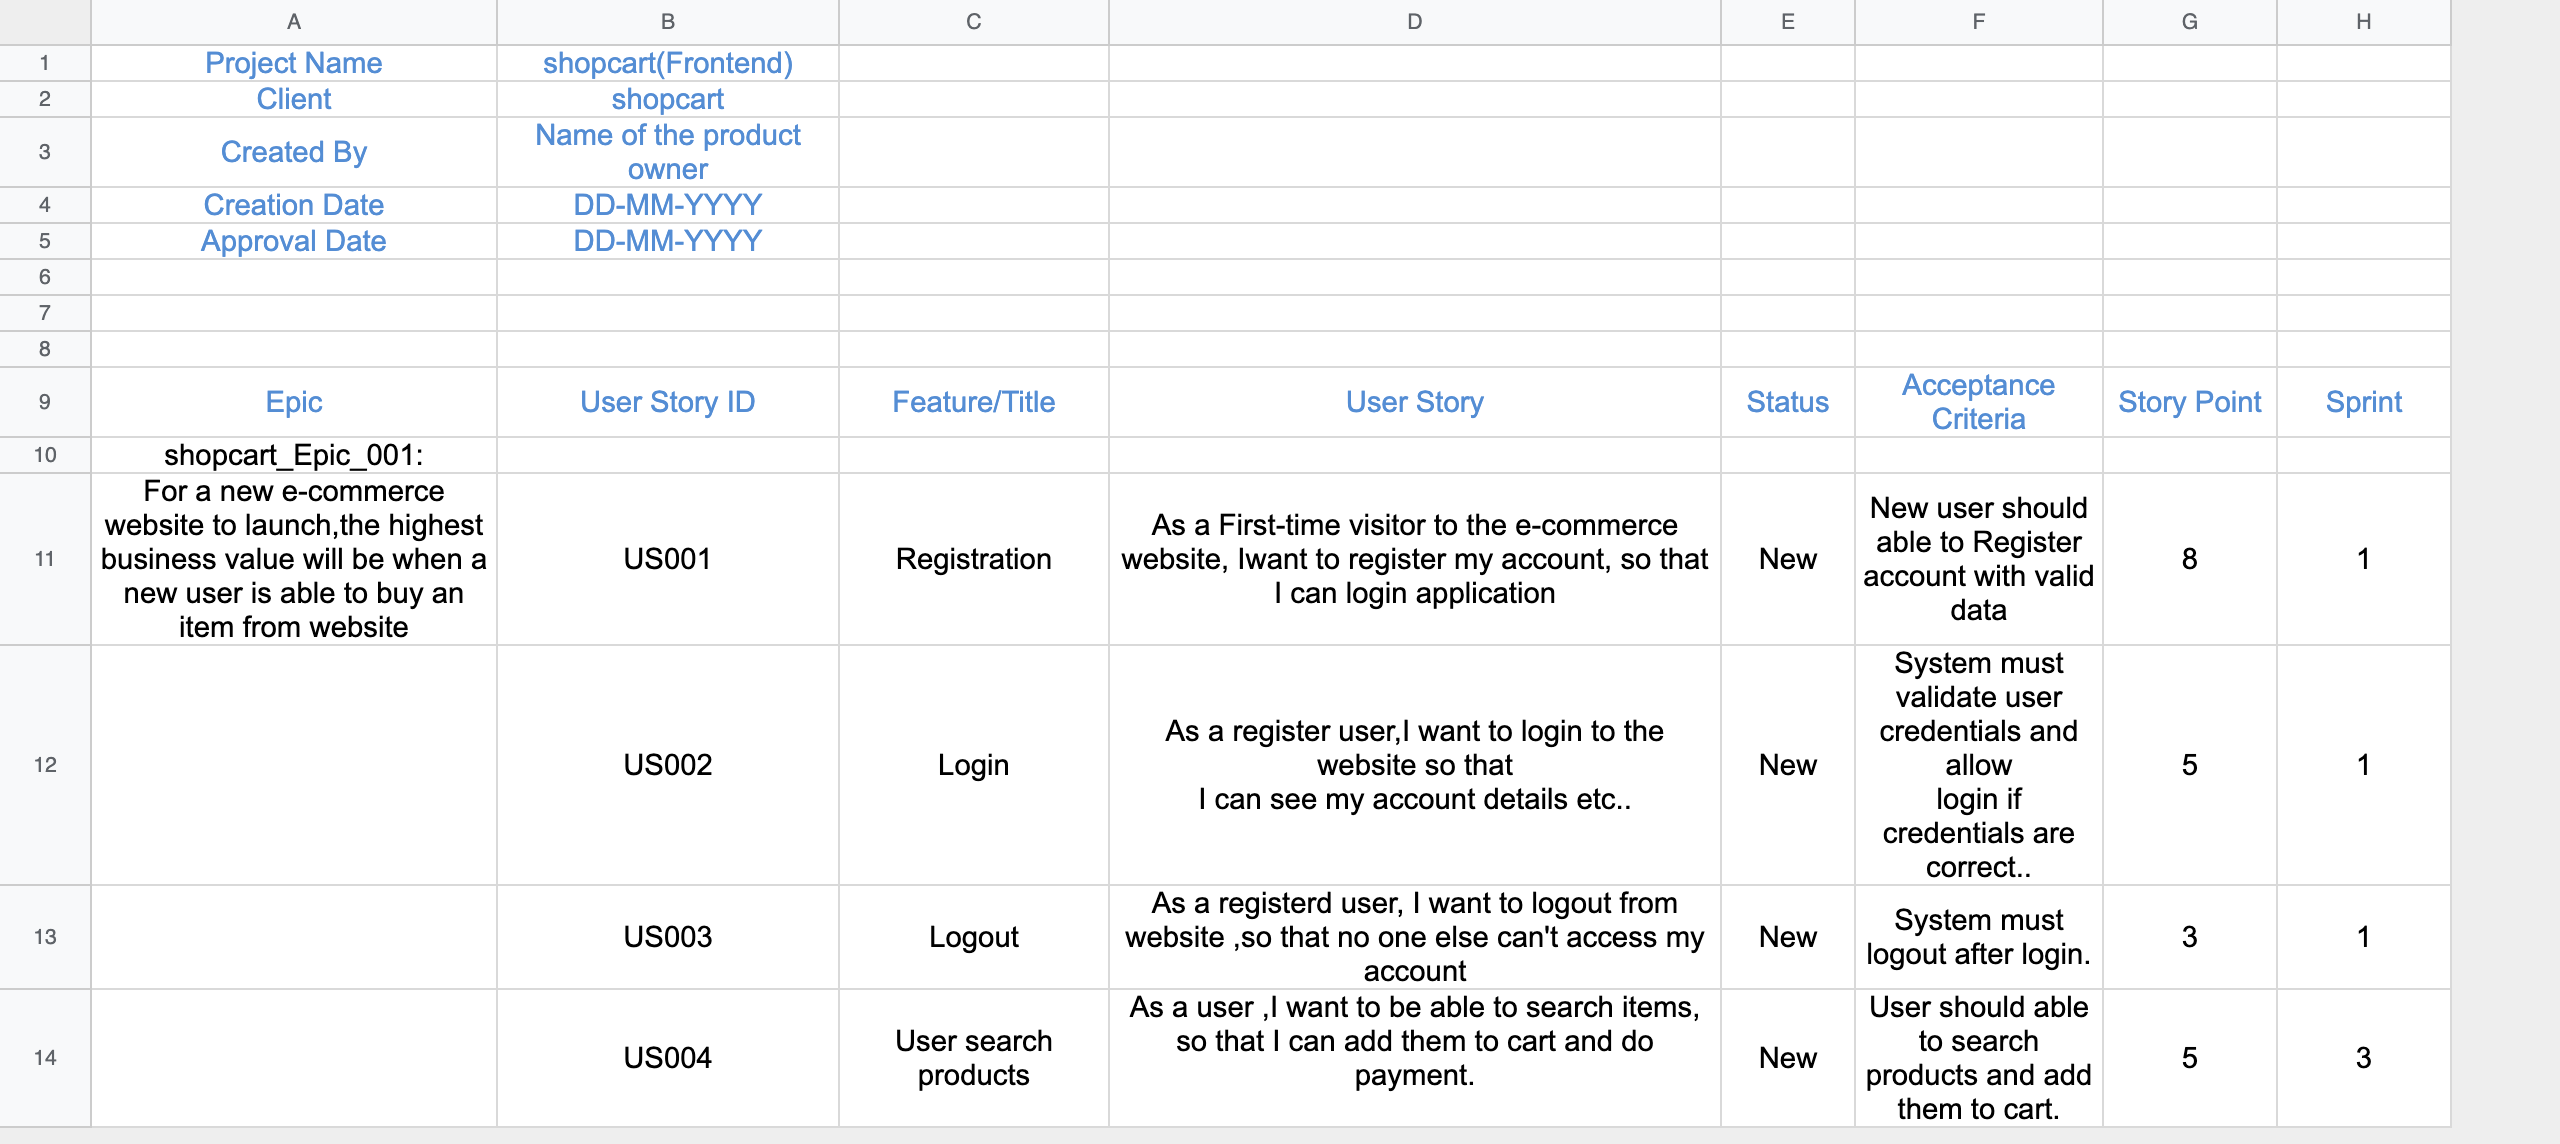 A B C D E F G H
1 Project Name shopcart(Frontend)
2 Client shopcart
3 Created By Name of the product
owner
4 Creation Date DD-MM-YYYY
5 Approval Date DD-MM-YYYY
6
7
8
9 Epic User Story ID Feature/Title User Story Status Acceptance
Criteria Story Point Sprint
10 shopcart_Epic_001:
11
For a new e-commerce
website to launch,the highest
business value will be when a
new user is able to buy an
item from website
US001
Registration
As a First-time visitor to the e-commerce
website, Iwant to register my account, so that
I can login application
New
New user should
able to Register
account with valid
data
8
1
12
US002
Login
As a register user,I want to login to the
website so that
I can see my account details etc..
New
System must
validate user
credentials and
allow
login if
credentials are
correct..
5
1
13
US003
Logout
As a registerd user, I want to logout from
website ,so that no one else can't access my
account
New
System must
logout after login.
3
1
14
US004
User search
products
As a user ,I want to be able to search items,
so that I can add them to cart and do
payment.
New
User should able
to search
products and add
them to cart.
5
3